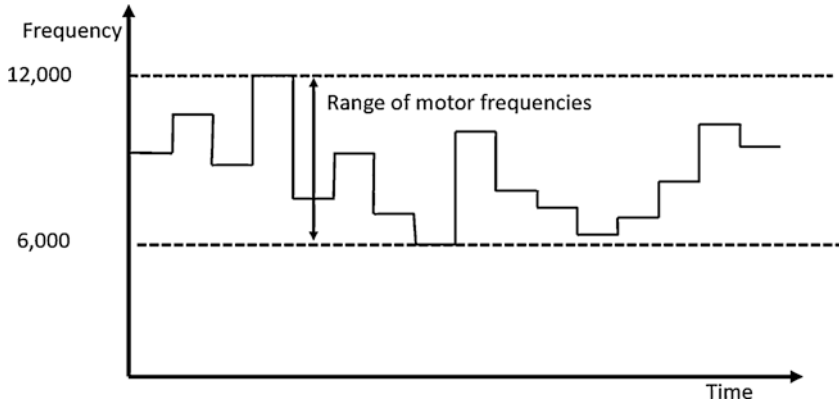 Frequency
12,000
Range of motor frequencies
6,000
Time